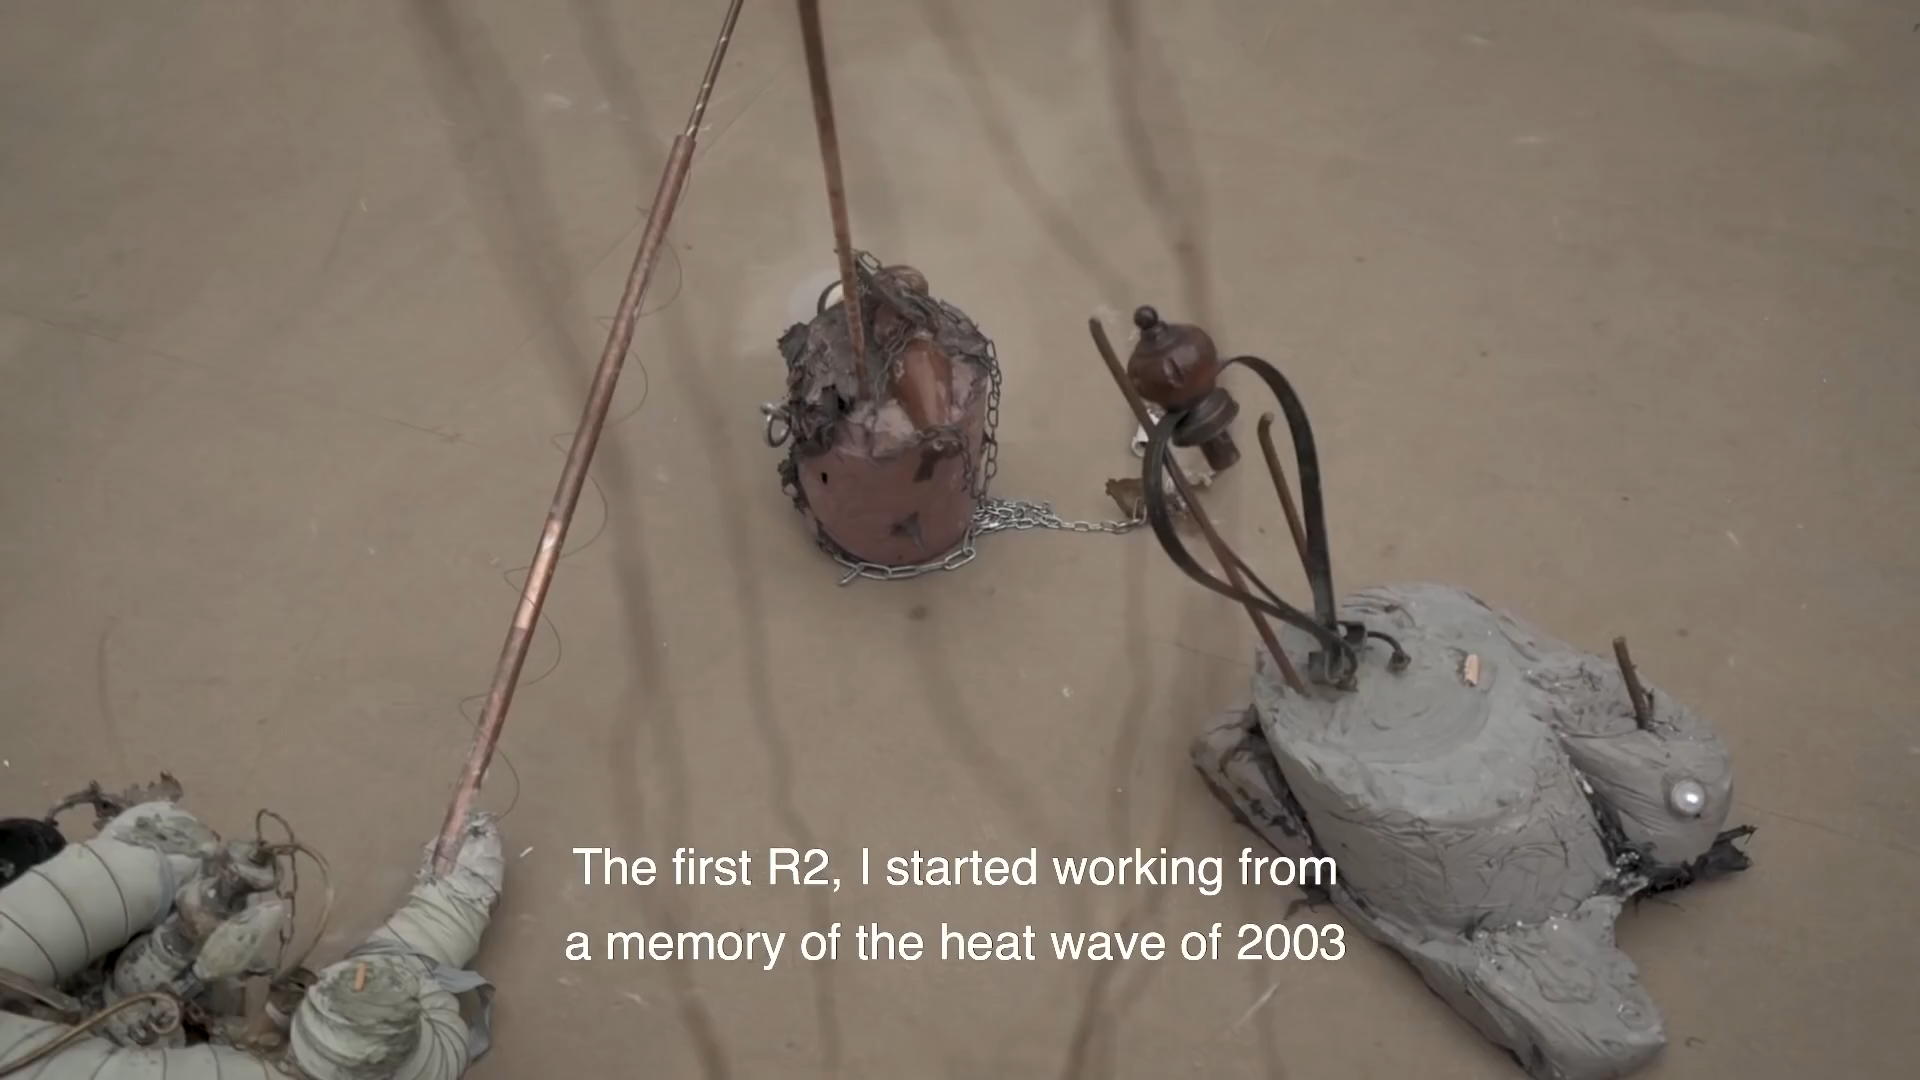 The first R2, I started working from
a memory of the heat wave of 2003